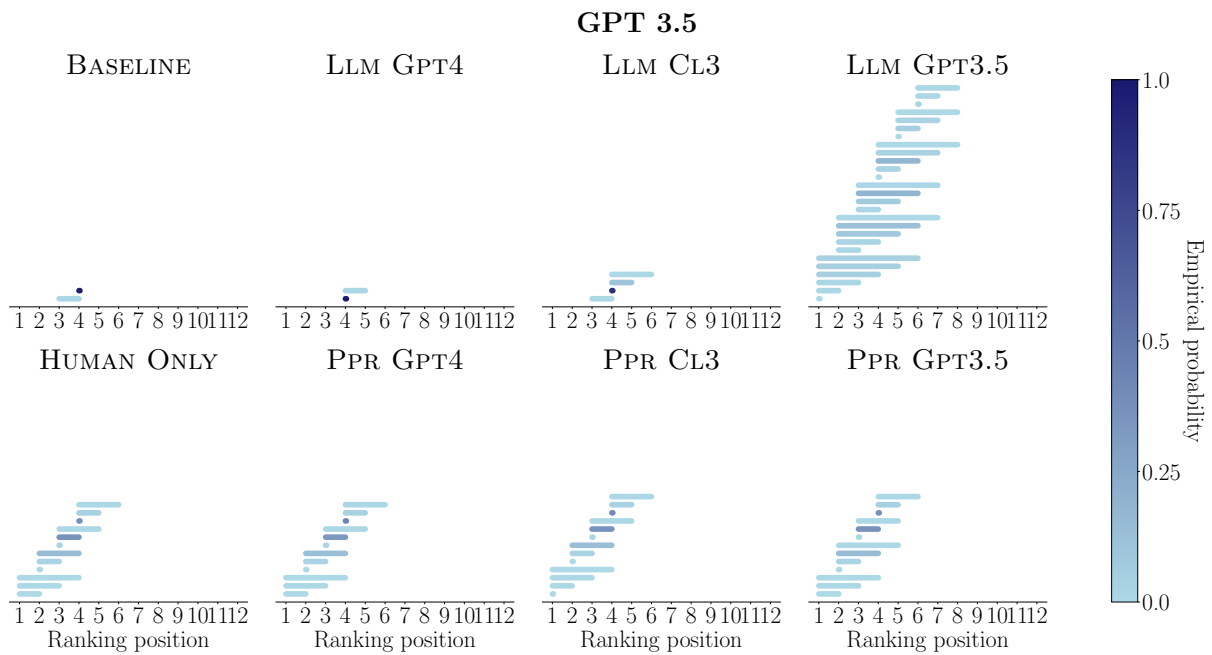 GPT 3.5
BASELINE
LLM GPT4
LLM CL3
LLM GPT3.5
1 2 3 4 5 6 7 8 9 10 11 12
1 2 3 4 5 6 7 8 9 10 11 12
1 2 3 4 5 6 7 8 9 10 11 12
1 2 3 4 5 6 7 8 9 10 11 12
HUMAN ONLY
PPR GPT4
PPR CL3
PPR GPT3.5
1 2 3 4 5 6 7 8 9 10 11 12
1 2 3 4 5 6 7 8 9 10 11 12
1 2 3 4 5 6 7 8 9 10 11 12
1 2 3 4 5 6 7 8 9 10 11 12
Ranking position
Ranking position
Ranking position
Ranking position
1.0
0.75
0.5
0.25
0.0
Empirical probability